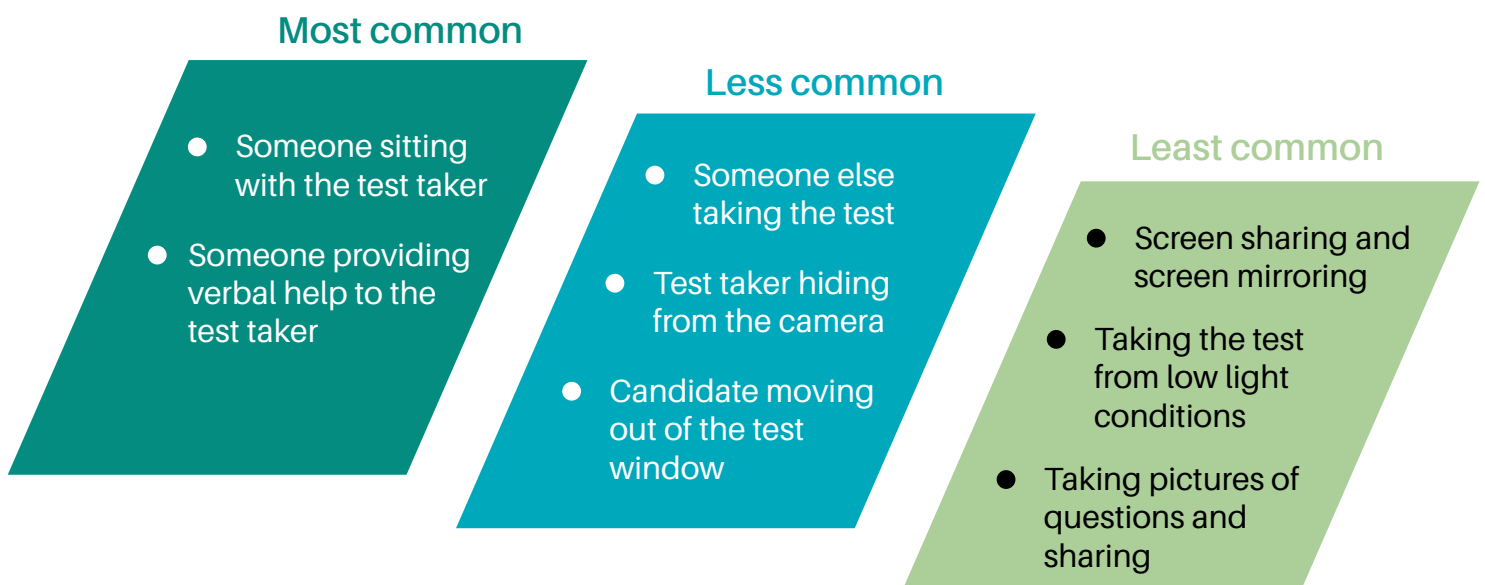 Most common
Someone sitting
with the test taker
Someone providing
verbal help to the
test taker
Less common
Someone else
taking the test
Test taker hiding
from the camera
Candidate moving
out of the test
window
Least common
Screen sharing and
screen mirroring
Taking the test
from low light
conditions
Taking pictures of
questions and
sharing